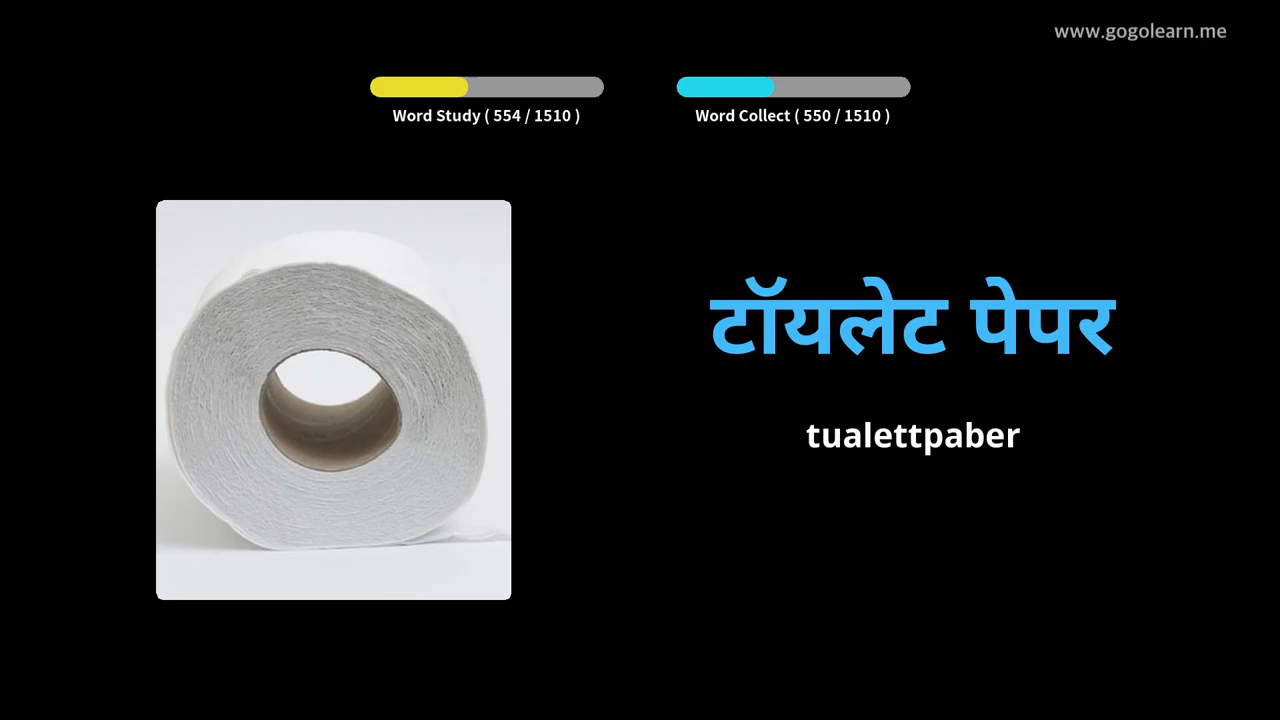 www.gogolearn.me
Word Study ( 554 / 1510 )
Word Collect ( 550 / 1510 )
टॉयलेट पेपर
tualettpaber